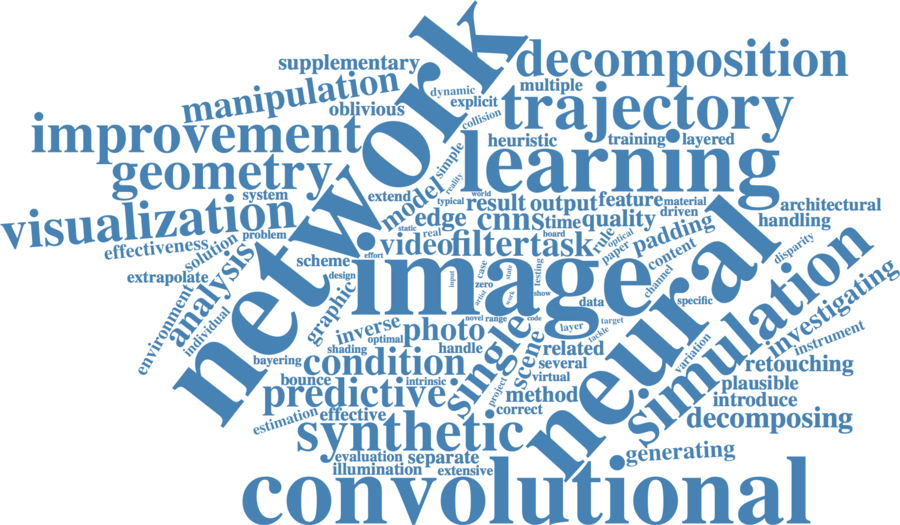 network
decomposition
supplementary
multiple
manipulation
dynamic
explicit
trajectory
oblivious
collision
improvement
heuristic
training
layered
learning
geometry
simple
reality
system
extend
model
typical
world
result
output
feature
material
architectural
visualization
static
real
edge
cnns
time
quality
driven
handling
effectiveness
solution
problem
effort
video
filter
board
task
rule
optical
paper
padding
content
disparity
scheme
image
extrapolate
design
input
case
zero
state
testing
channel
analysis
environment
individual
graphic
artist
work
show
data
specific
neural
simulation
investigating
inverse
optimal
photo
novel
range
code
layer
target
tackle
instrument
shading
handle
single
scene
related
variation
bayering
condition
several
retouching
bounce
intrinsic
virtual
plausible
predictive
project
method
introduce
estimation
effective
correct
decomposing
synthetic
evaluation
separate
generating
illumination
extensive
convolutional